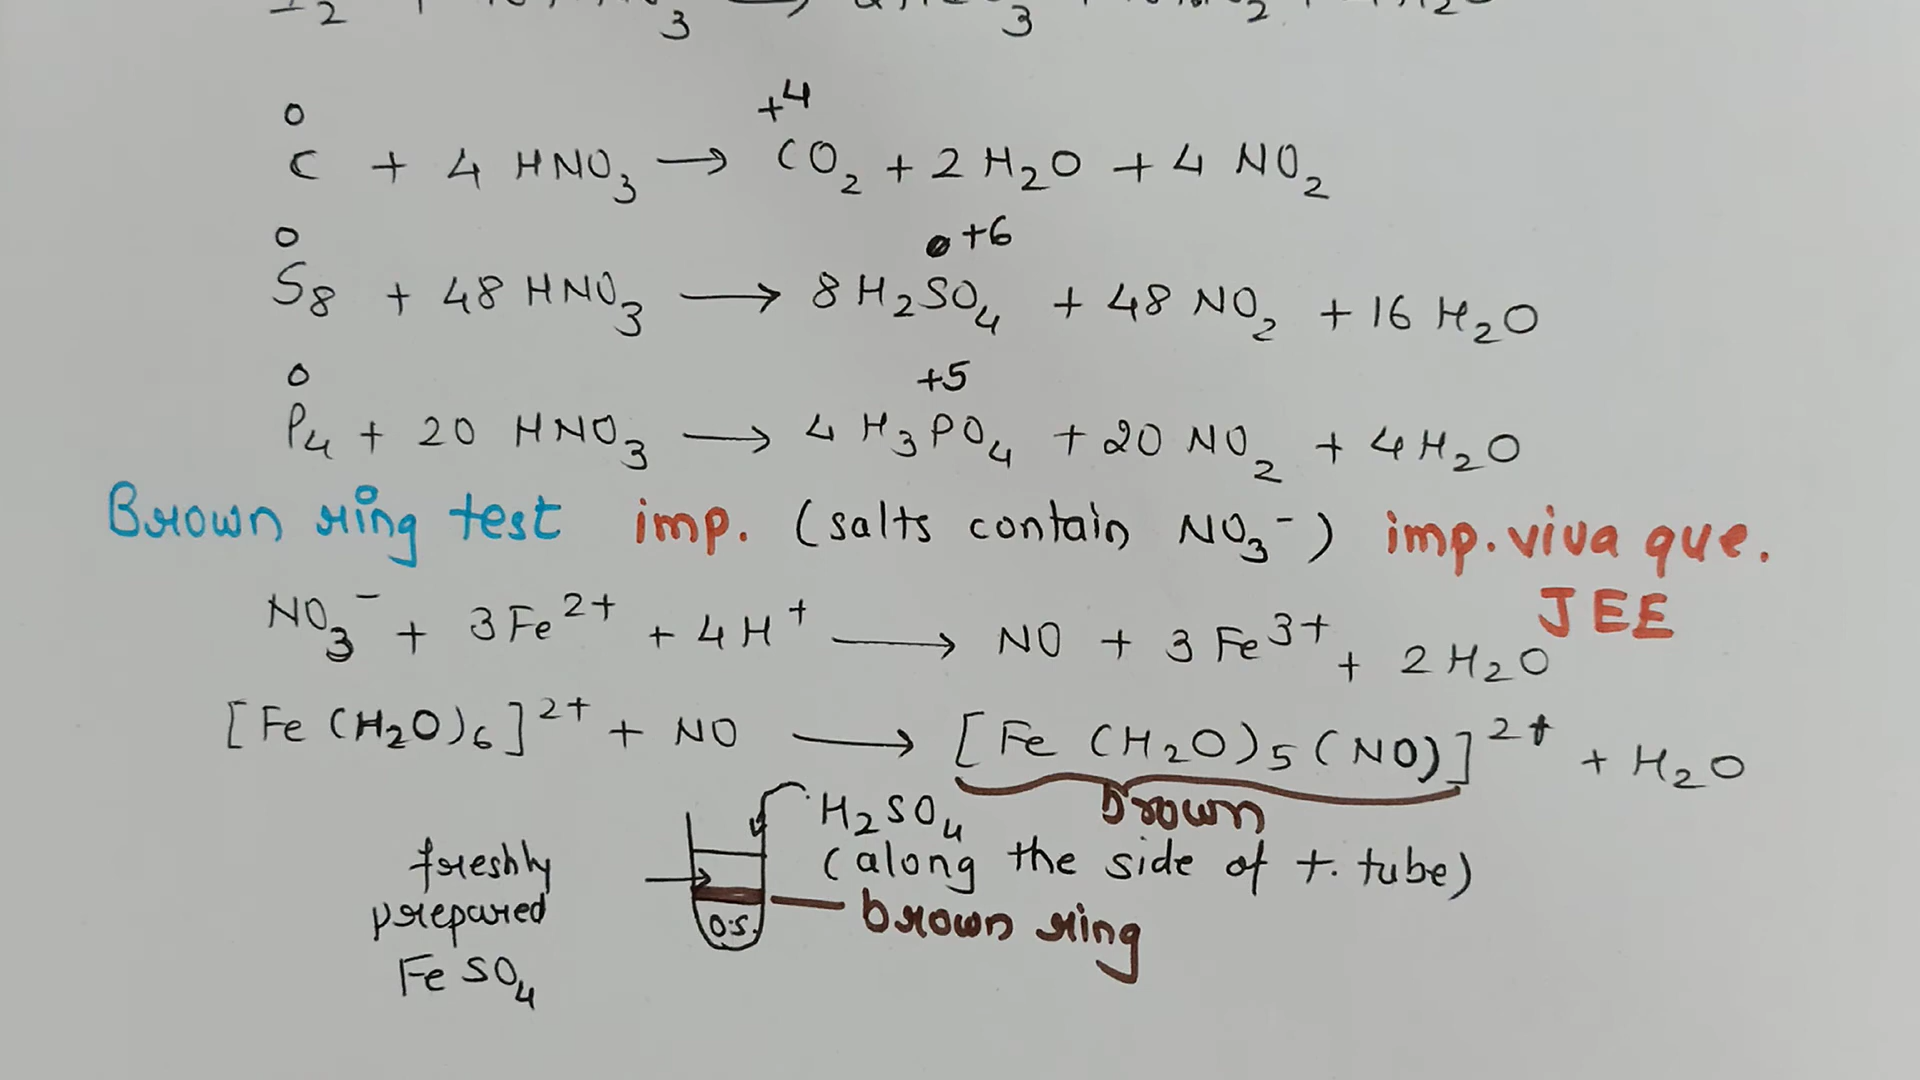 0 +4
C + 4 HNO₃ → CO₂ + 2 H₂O + 4 NO₂
0 +6
S₈ + 48 HNO₃ → 8 H₂SO₄ + 48 NO₂ + 16 H₂O
0 +5
P₄ + 20 HNO₃ → 4 H₃PO₄ + 20 NO₂ + 4 H₂O
Brown ring test imp. (salts contain NO₃⁻) imp. viva que.
JEE
NO₃⁻ + 3 Fe²⁺ + 4 H⁺ → NO + 3 Fe³⁺ + 2 H₂O
[Fe (H₂O)₆]²⁺ + NO → [Fe (H₂O)₅ (NO)]²⁺ + H₂O
brown
H₂SO₄
(along the side of t. tube)
freshly
prepared
FeSO₄
O.S.
brown ring